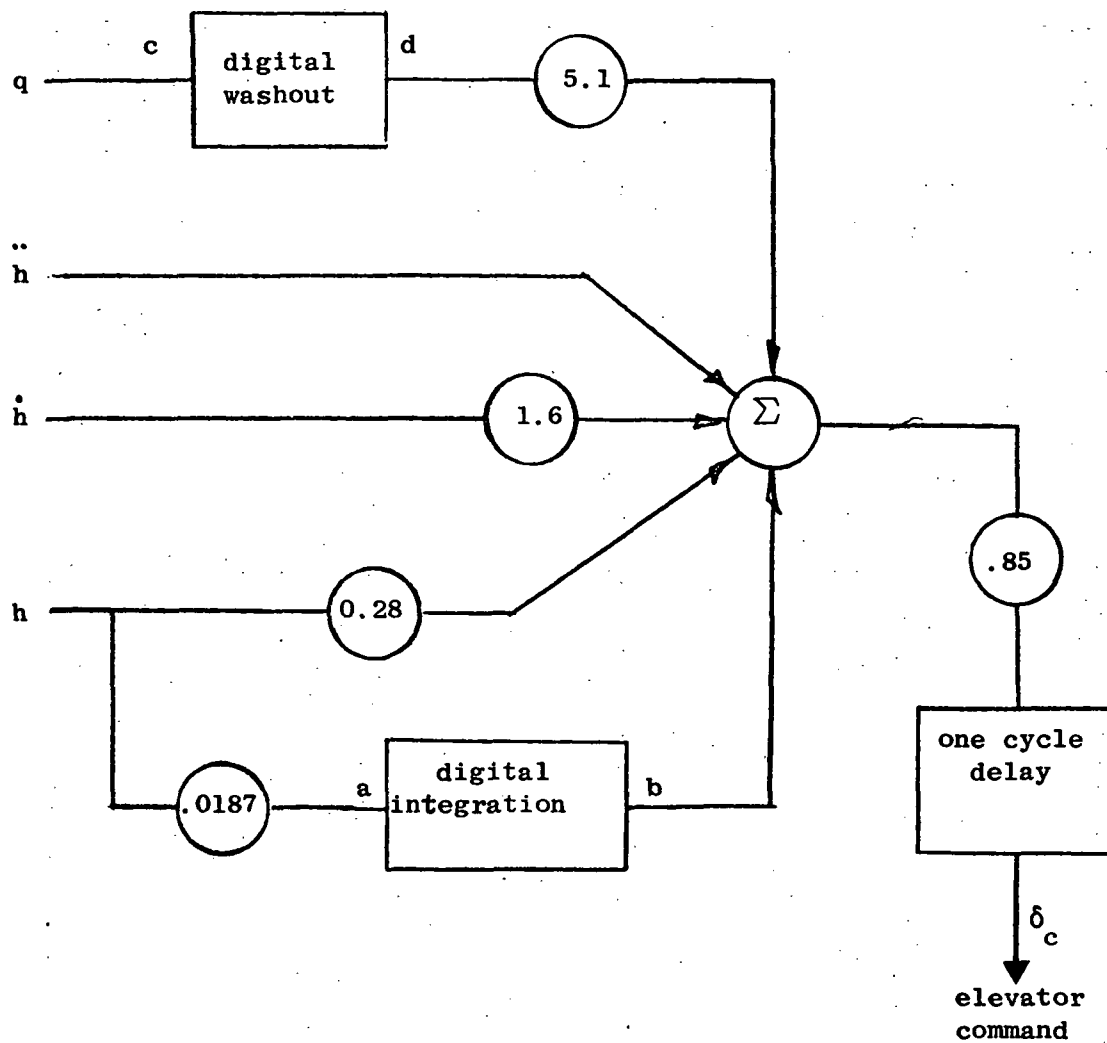 c
d
q
digital
washout
5.1
ḧ
ḣ
1.6
Σ
h
0.28
.85
.0187
a
digital
integration
b
one cycle
delay
δc
elevator
command